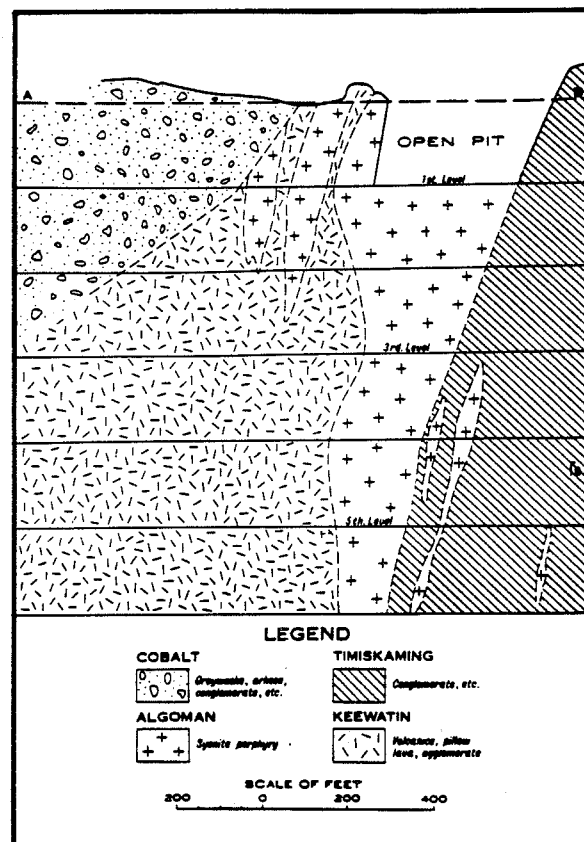 A
OPEN PIT
1st. Level
3rd. Level
5th. Level
LEGEND
COBALT
Greywacke, arkose,
conglomerate, etc.
TIMISKAMING
Conglomerate, etc.
ALGOMAN
Syenite porphyry
KEEWATIN
Volcanics, pillow
lava, agglomerate
SCALE OF FEET
200 0 200 400